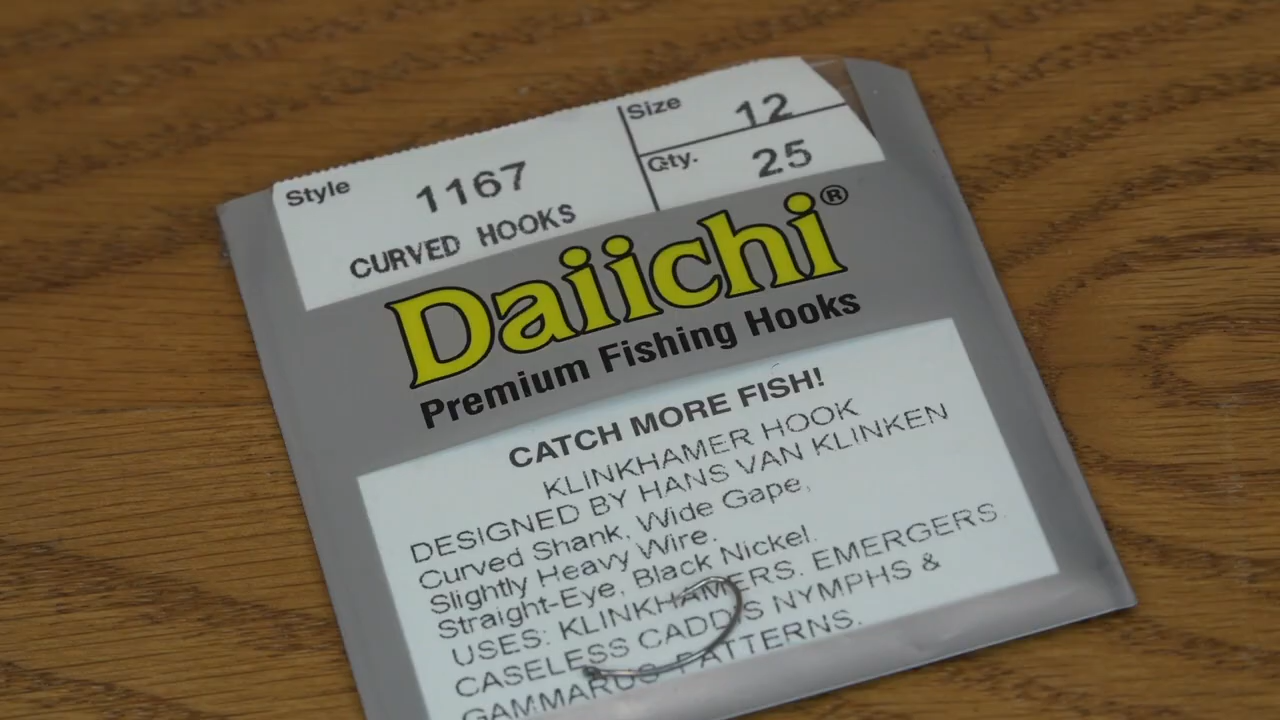 Style 1167
CURVED HOOKS
Size 12
Qty. 25
Daiichi®
Premium Fishing Hooks
CATCH MORE FISH!
KLINKHAMER HOOK
DESIGNED BY HANS VAN KLINKEN
Curved Shank, Wide Gape,
Slightly Heavy Wire.
Straight-Eye, Black Nickel.
USES: KLINKHAMERS. EMERGERS.
CASELESS CADDIS NYMPHS &
GAMMARUS PATTERNS.